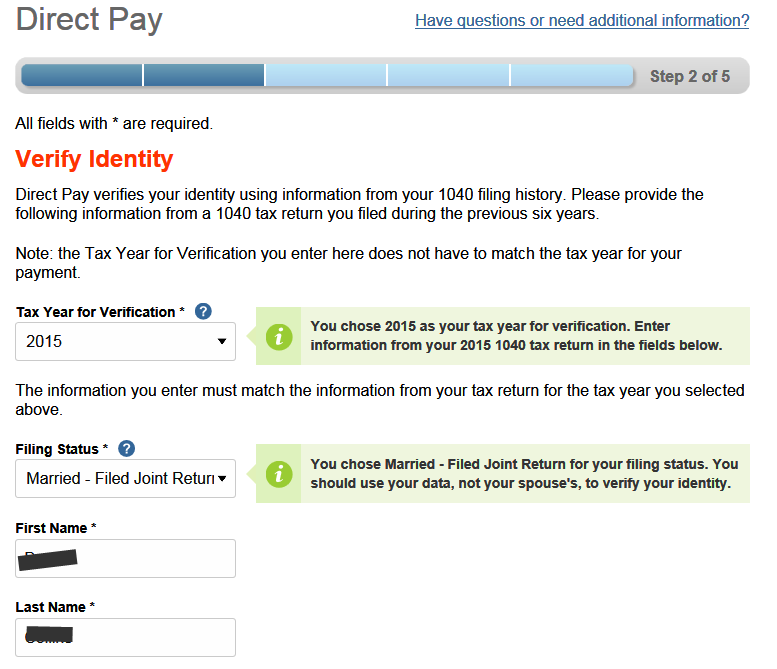 Direct Pay
Have questions or need additional information?
Step 2 of 5
All fields with * are required.
Verify Identity
Direct Pay verifies your identity using information from your 1040 filing history. Please provide the
following information from a 1040 tax return you filed during the previous six years.
Note: the Tax Year for Verification you enter here does not have to match the tax year for your
payment.
Tax Year for Verification * ?
2015
i
You chose 2015 as your tax year for verification. Enter
information from your 2015 1040 tax return in the fields below.
The information you enter must match the information from your tax return for the tax year you selected
above.
Filing Status * ?
Married - Filed Joint Return
i
You chose Married - Filed Joint Return for your filing status. You
should use your data, not your spouse's, to verify your identity.
First Name *
Last Name *